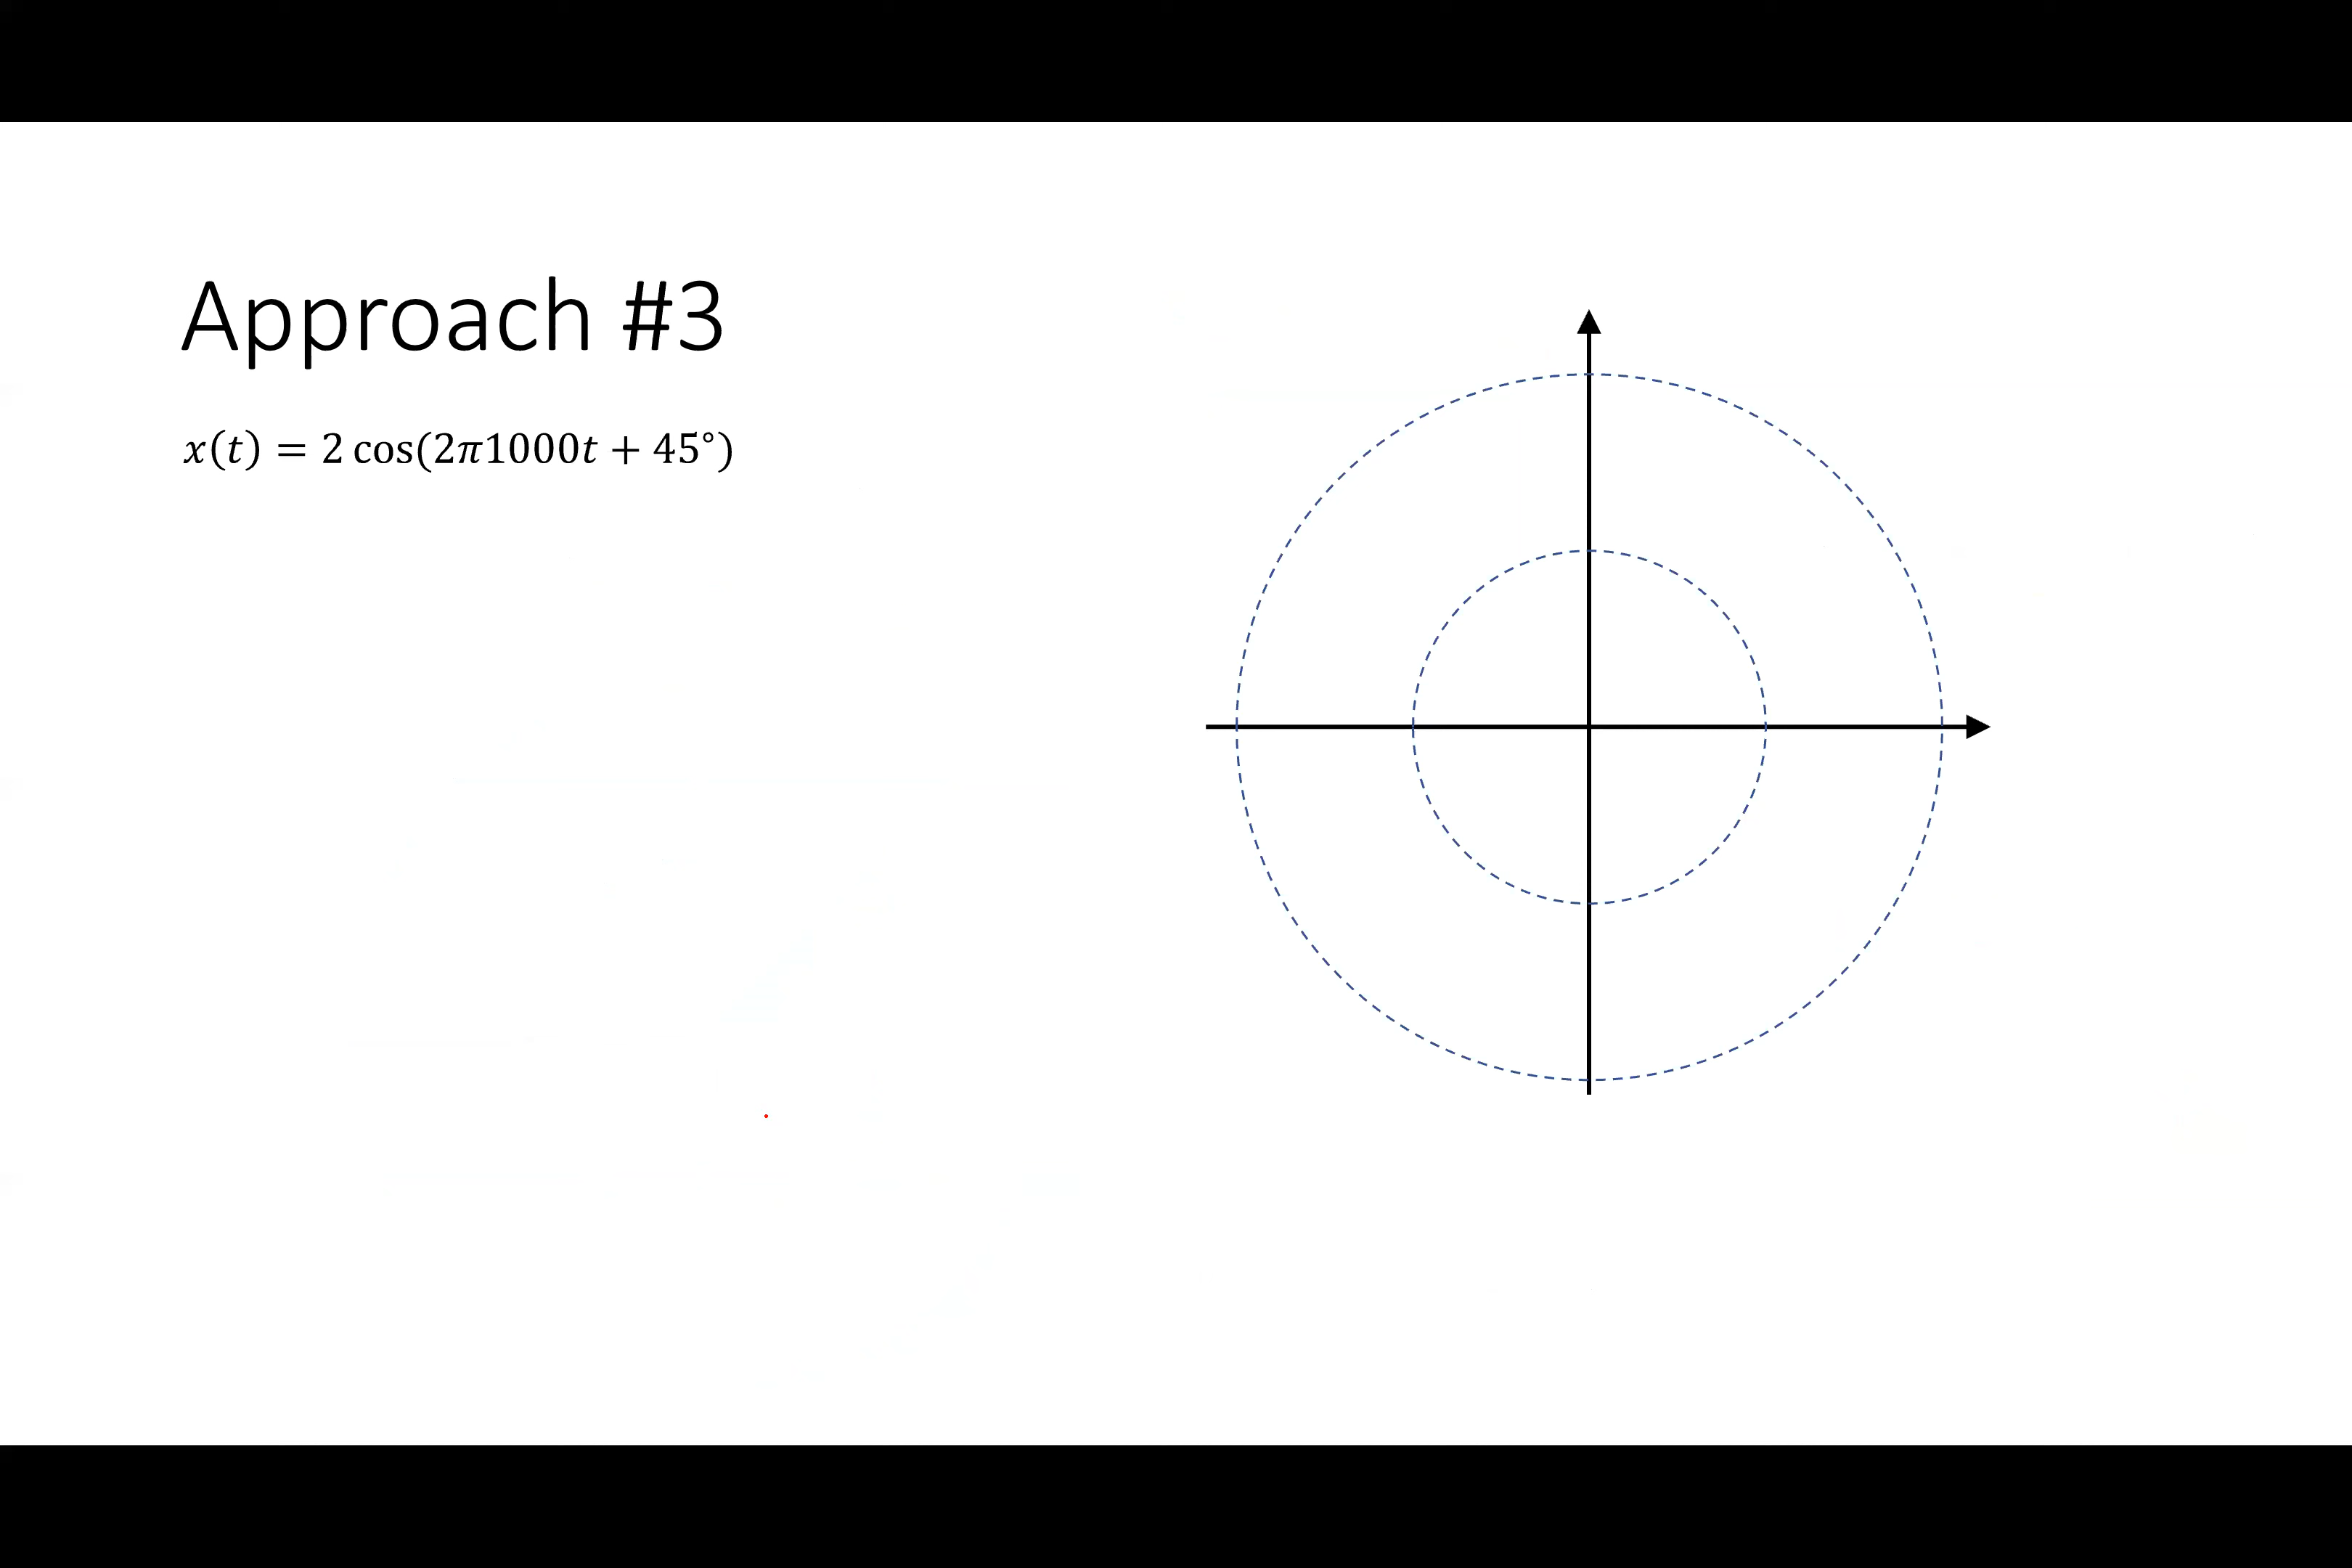 Approach #3
x(t) = 2 cos(2π1000t + 45°)